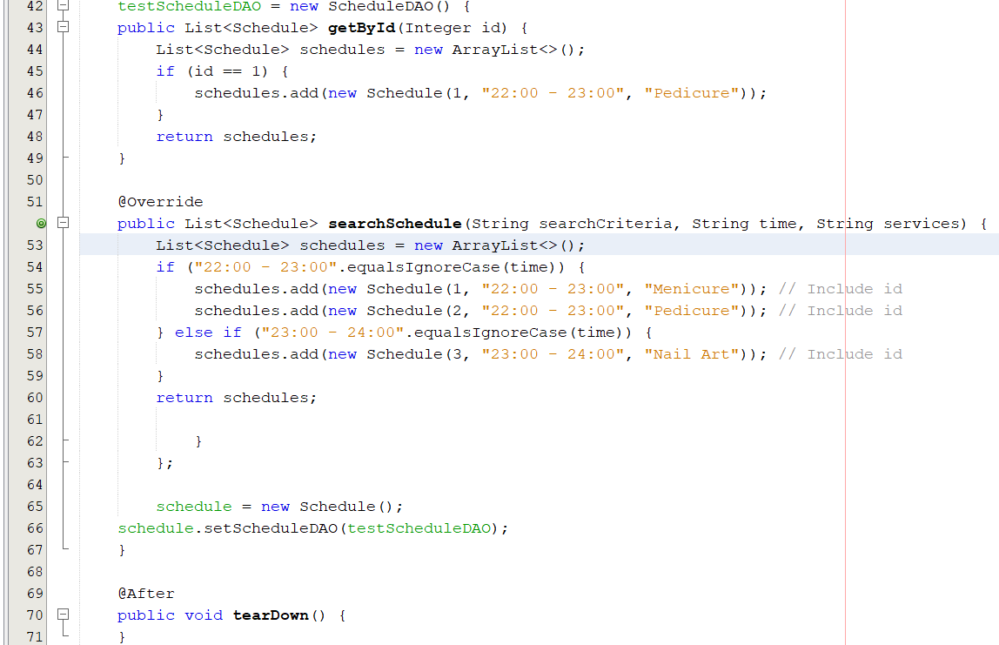 42 testScheduleDAO = new ScheduleDAO() {
43 public List<Schedule> getById(Integer id) {
44 List<Schedule> schedules = new ArrayList<>();
45 if (id == 1) {
46 schedules.add(new Schedule(1, "22:00 - 23:00", "Pedicure"));
47 }
48 return schedules;
49 }
50
51 @Override
public List<Schedule> searchSchedule(String searchCriteria, String time, String services) {
53 List<Schedule> schedules = new ArrayList<>();
54 if ("22:00 - 23:00".equalsIgnoreCase(time)) {
55 schedules.add(new Schedule(1, "22:00 - 23:00", "Menicure")); // Include id
56 schedules.add(new Schedule(2, "22:00 - 23:00", "Pedicure")); // Include id
57 } else if ("23:00 - 24:00".equalsIgnoreCase(time)) {
58 schedules.add(new Schedule(3, "23:00 - 24:00", "Nail Art")); // Include id
59 }
60 return schedules;
61
62 }
63 };
64
65 schedule = new Schedule();
66 schedule.setScheduleDAO(testScheduleDAO);
67 }
68
69 @After
70 public void tearDown() {
71 }